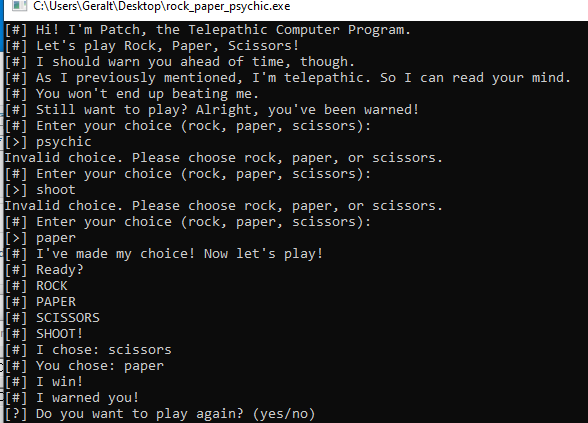 C:\Users\Geralt\Desktop\rock_paper_psychic.exe
[#] Hi! I'm Patch, the Telepathic Computer Program.
[#] Let's play Rock, Paper, Scissors!
[#] I should warn you ahead of time, though.
[#] As I previously mentioned, I'm telepathic. So I can read your mind.
[#] You won't end up beating me.
[#] Still want to play? Alright, you've been warned!
[#] Enter your choice (rock, paper, scissors):
[>] psychic
Invalid choice. Please choose rock, paper, or scissors.
[#] Enter your choice (rock, paper, scissors):
[>] shoot
Invalid choice. Please choose rock, paper, or scissors.
[#] Enter your choice (rock, paper, scissors):
[>] paper
[#] I've made my choice! Now let's play!
[#] Ready?
[#] ROCK
[#] PAPER
[#] SCISSORS
[#] SHOOT!
[#] I chose: scissors
[#] You chose: paper
[#] I win!
[#] I warned you!
[?] Do you want to play again? (yes/no)